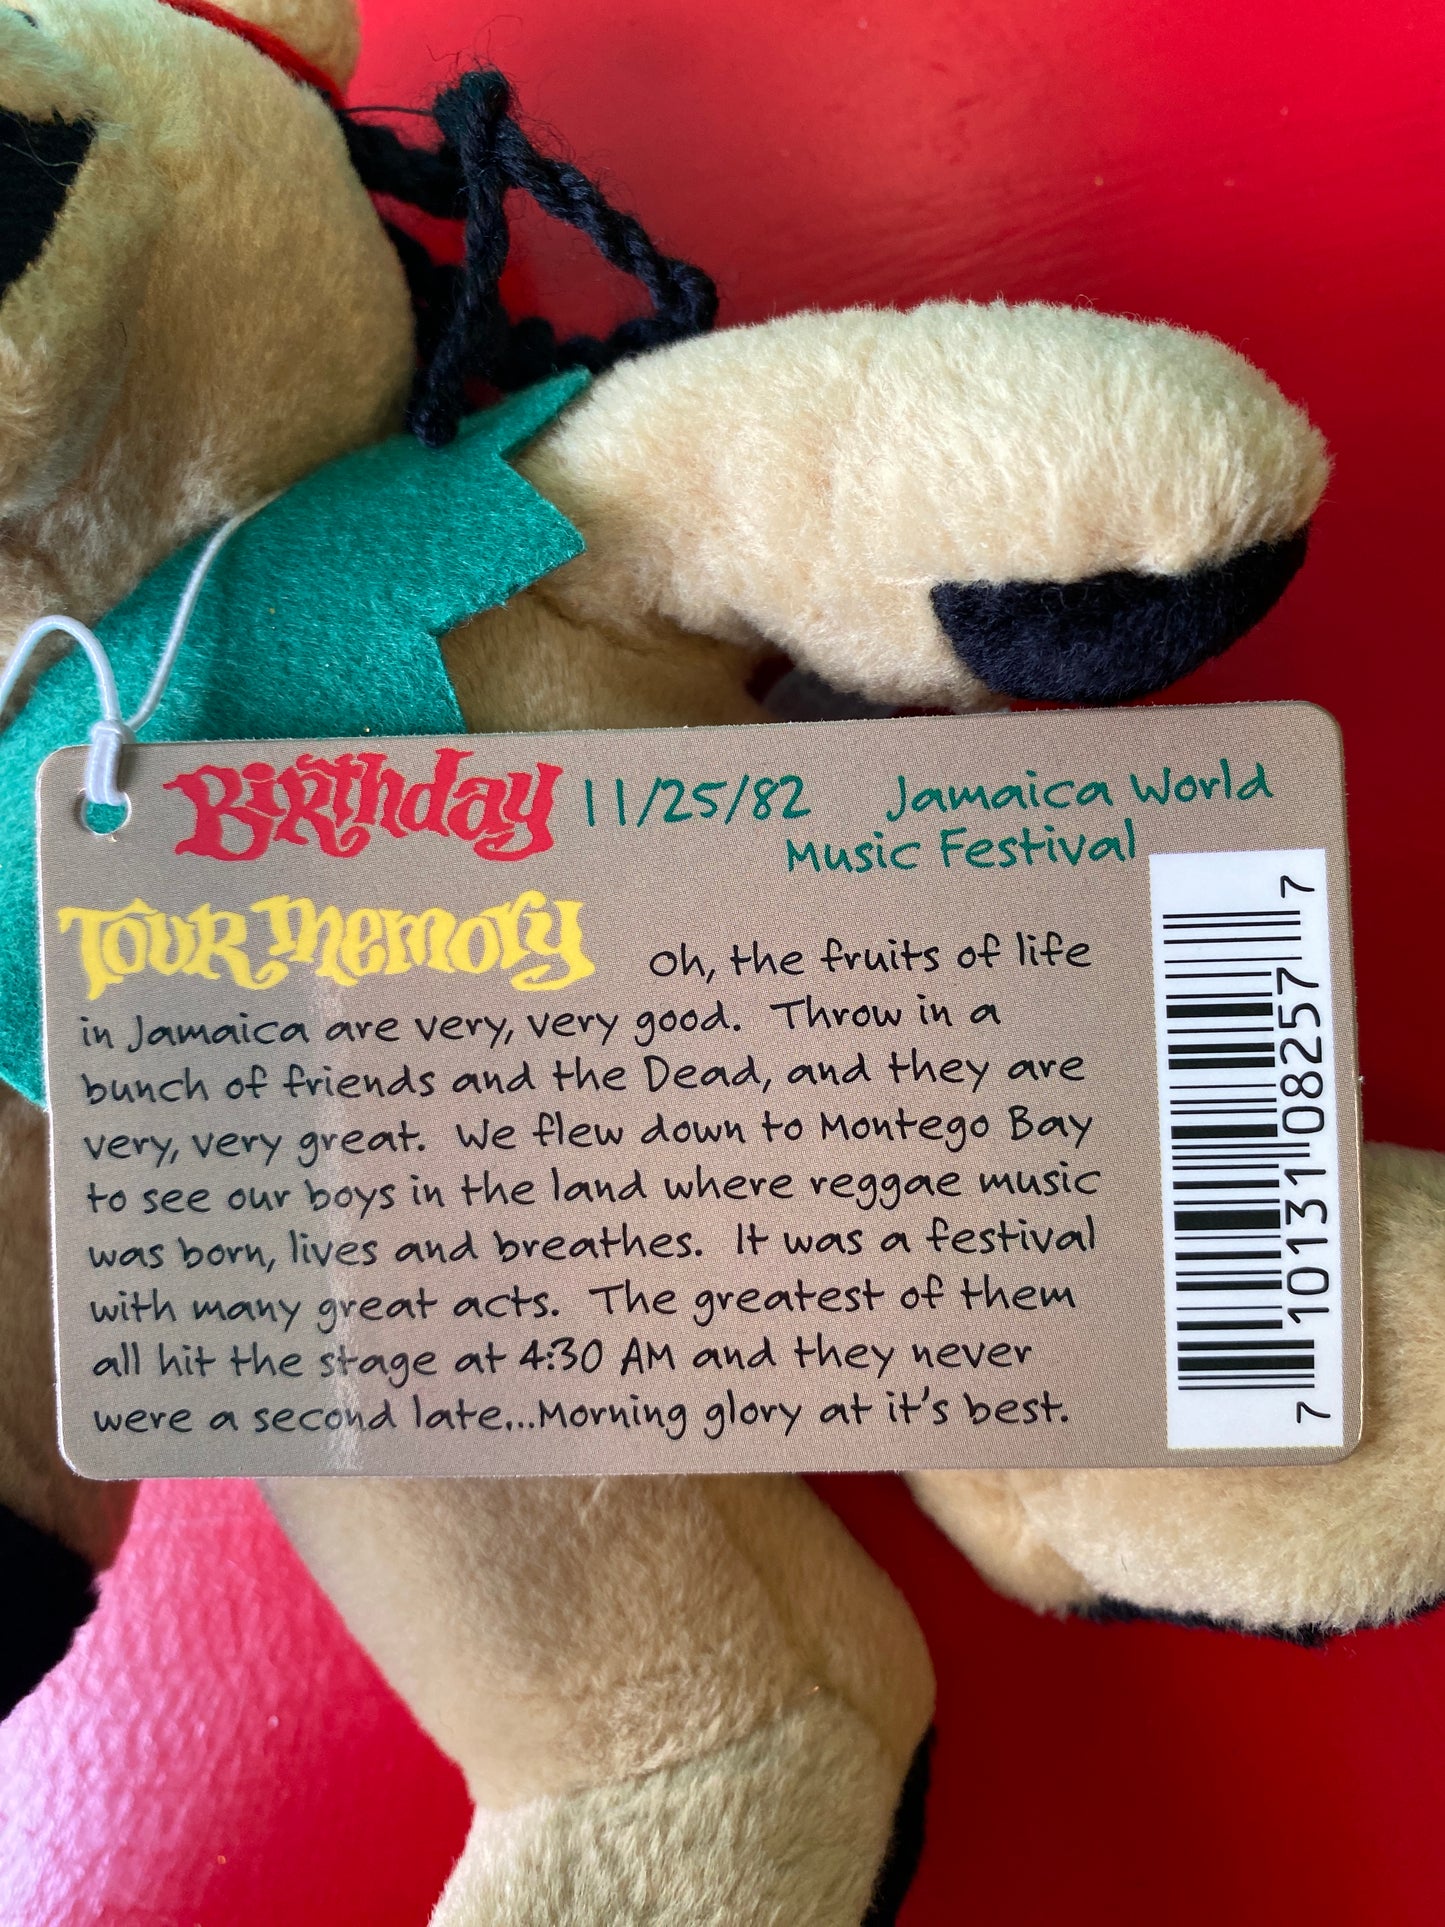 Birthday 11/25/82 Jamaica World
Music Festival
Tour Memory Oh, the fruits of life
in Jamaica are very, very good. Throw in a
bunch of friends and the Dead, and they are
very, very great. We flew down to Montego Bay
to see our boys in the land where reggae music
was born, lives and breathes. It was a festival
with many great acts. The greatest of them
all hit the stage at 4:30 AM and they never
were a second late...Morning glory at it's best.
7 10131 08257 7